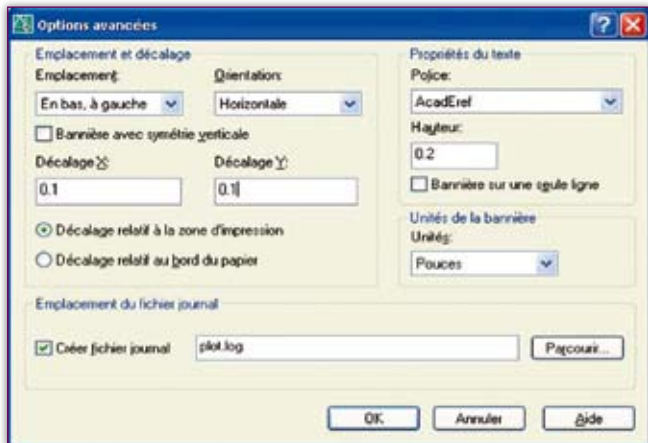 Options avancées
Emplacement et décalage
Emplacement:
Orientation:
En bas, à gauche
Horizontale
Bannière avec symétrie verticale
Décalage X:
Décalage Y:
0.1
0.1
Décalage relatif à la zone d'impression
Décalage relatif au bord du papier
Propriétés du texte
Police:
AcadEref
Hauteur:
0.2
Bannière sur une seule ligne
Unités de la bannière
Unités:
Pouces
Emplacement du fichier journal
Créer fichier journal
plot.log
Parcourir...
OK
Annuler
Aide